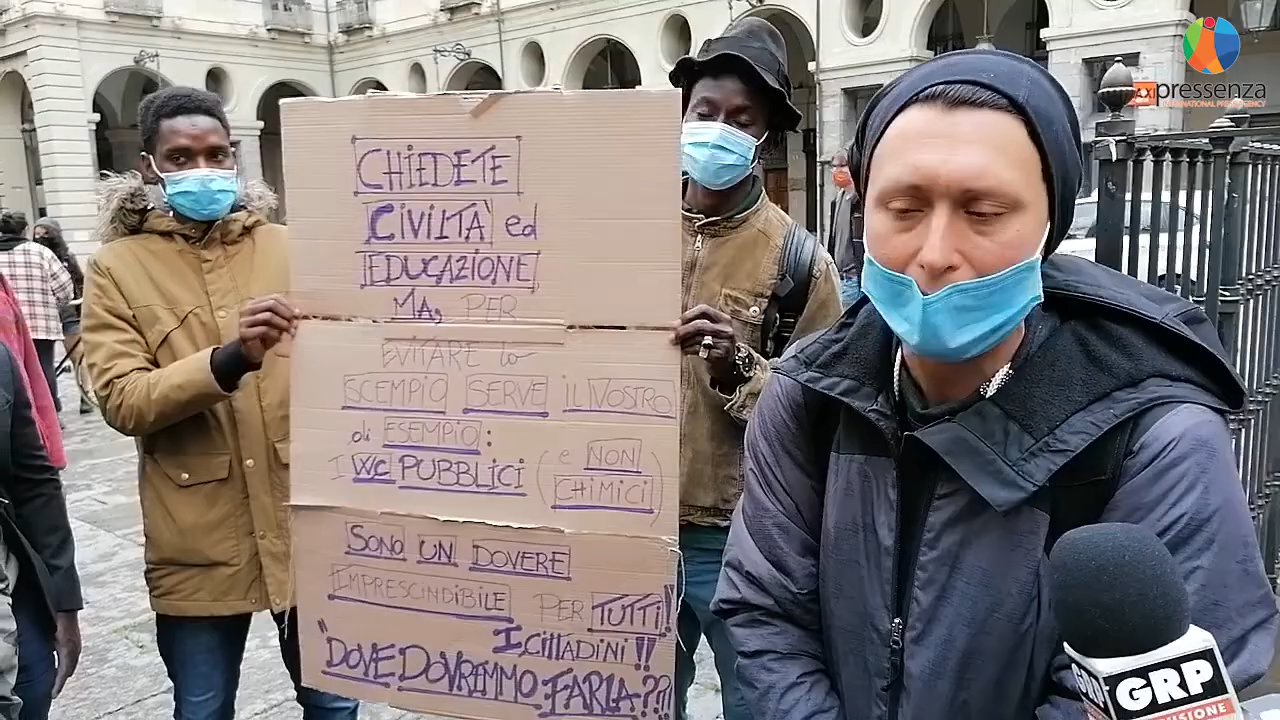 CHIEDETE
CIVILTÀ ed
EDUCAZIONE,
MA, PER
EVITARE lo
SCEMPIO SERVE il VOSTRO
di ESEMPIO:
I WC PUBBLICI (e NON
CHIMICI)
SONO UN DOVERE
IMPRESCINDIBILE PER TUTTI!
I CITTADINI!!
"DOVE DOVREMMO FARLA??
pressenza
INTERNATIONAL PRESS AGENCY
GRP